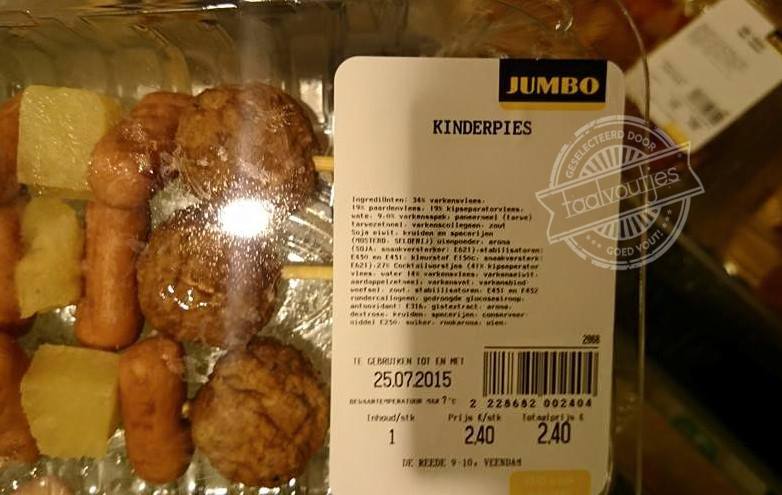 JUMBO
KINDERPIES
GESELECTEERD DOOR
taalvoutjes
GOED VOUT!
Ingrediënten: 34% varkensvlees,
19% paardenvlees, 19% kipseparatorvlees,
water, 9.0% varkensspek, paneermeel (tarwe)
tarwezetmeel, varkenscollageen, zout
Soja eiwit, kruiden en specerijen
(MOSTERD, SELDERIJ) uienpoeder, aroma
(SOJA, smaakversterker: E621), stabilisatoren:
E450 en E451, kleurstof E150c, smaakversterk
E621), 27% Cocktailworstjes (41% kipseparator
vlees, water 14% varkensvlees, varkenseiwit,
aardappelzetmeel, varkensvet, varkensbind
weefsel, zout, stabilisatoren: E451 en E452
rundercollageen, gedroogde glucosestroop,
antioxidant: E316, aroma,
dextrose, kruiden, specerijen, conserveer
middel E250, suiker, rookaroma, uien,
2868
TE GEBRUIKEN TOT EN MET
25.07.2015
BEWAARTEMPERATUUR MAX 7°C
2 228682 002404
Inhoud/stk Prijs €/stk Totaalprijs €
1 2,40 2,40
DE REEDE 9-10, VEENDAM